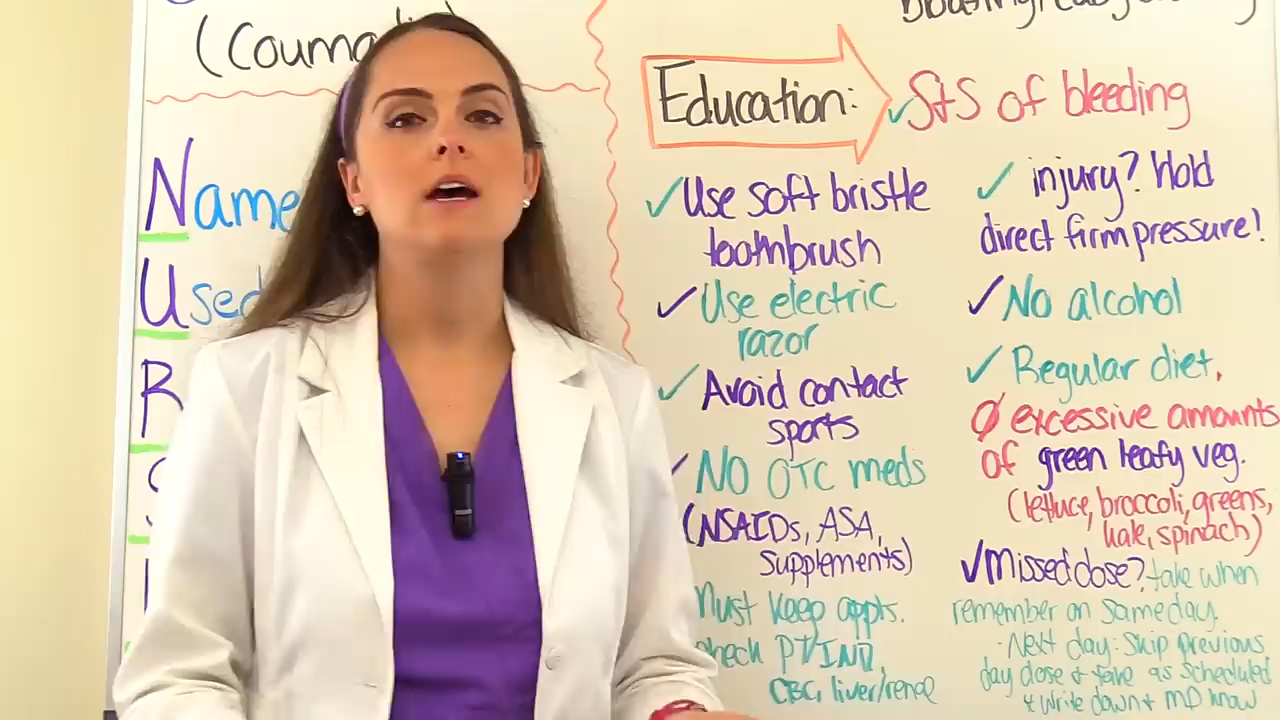 (Couma
Name
Used
R
S
Education:
S+S of bleeding
✓Use soft bristle
toothbrush
✓Use electric
razor
✓Avoid contact
sports
✓NO OTC meds
(NSAIDs, ASA,
supplements)
Must keep appts.
check PT/INR,
CBC, liver/renal
✓injury? Hold
direct firm pressure!
✓No alcohol
✓Regular diet,
Ø excessive amounts
of green leafy veg.
(lettuce, broccoli, greens,
kale, spinach)
✓Missed dose? take when
remember on same day.
-Next day: Skip previous
day dose + take as scheduled
+ write down + MD know